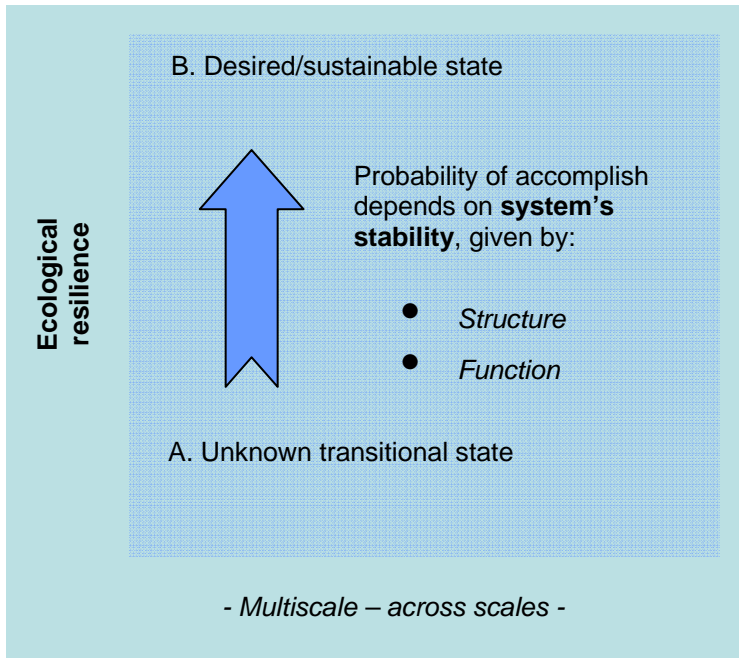 B. Desired/sustainable state
Probability of accomplish
depends on system's
stability, given by:
● Structure
● Function
Ecological
resilience
A. Unknown transitional state
- Multiscale – across scales -